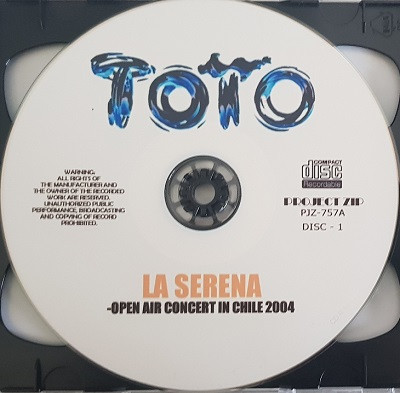 TOTO
WARNING:
ALL RIGHTS OF
THE MANUFACTURER AND
THE OWNER OF THE RECORDED
WORK ARE RESERVED.
UNAUTHORIZED PUBLIC
PERFORMANCE, BROADCASTING
AND COPYING OF RECORD
PROHIBITED.
COMPACT
disc
Recordable
PROJECT ZIP
PJZ-757A
DISC - 1
LA SERENA
-OPEN AIR CONCERT IN CHILE 2004